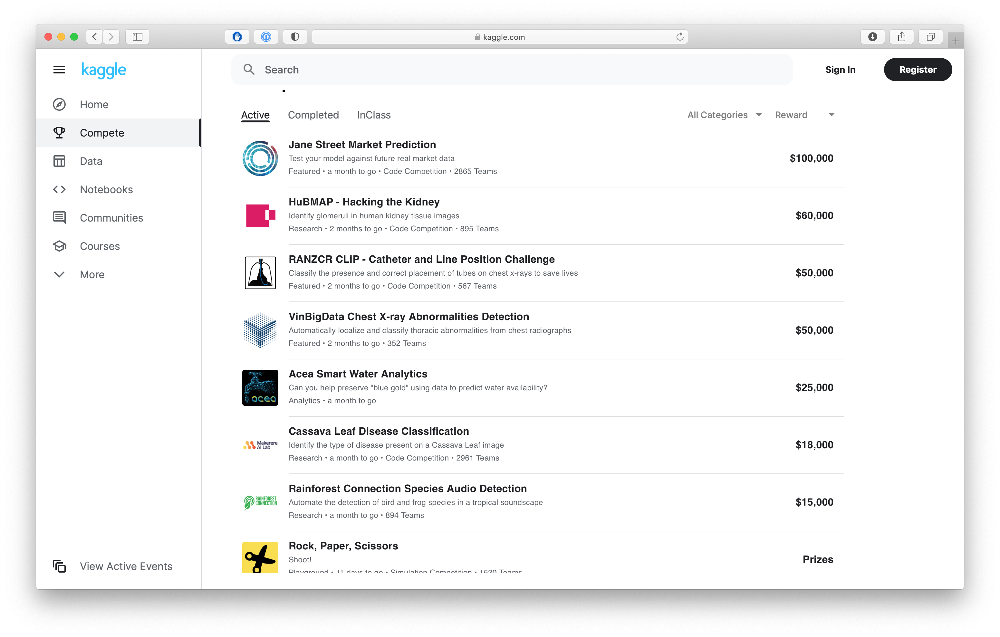 kaggle.com
kaggle
Search
Sign In
Register
Home
Compete
Data
Notebooks
Communities
Courses
More
View Active Events
Active
Completed
InClass
All Categories
Reward
Jane Street Market Prediction
Test your model against future real market data
Featured • a month to go • Code Competition • 2865 Teams
$100,000
HuBMAP - Hacking the Kidney
Identify glomeruli in human kidney tissue images
Research • 2 months to go • Code Competition • 895 Teams
$60,000
RANZCR CLiP - Catheter and Line Position Challenge
Classify the presence and correct placement of tubes on chest x-rays to save lives
Featured • 2 months to go • Code Competition • 567 Teams
$50,000
VinBigData Chest X-ray Abnormalities Detection
Automatically localize and classify thoracic abnormalities from chest radiographs
Featured • 2 months to go • 352 Teams
$50,000
acea
Acea Smart Water Analytics
Can you help preserve "blue gold" using data to predict water availability?
Analytics • a month to go
$25,000
Makerere
AI Lab
Cassava Leaf Disease Classification
Identify the type of disease present on a Cassava Leaf image
Research • a month to go • Code Competition • 2961 Teams
$18,000
RAINFOREST
CONNECTION
Rainforest Connection Species Audio Detection
Automate the detection of bird and frog species in a tropical soundscape
Research • a month to go • 894 Teams
$15,000
Rock, Paper, Scissors
Shoot!
Playground • 11 days to go • Simulation Competition • 1530 Teams
Prizes